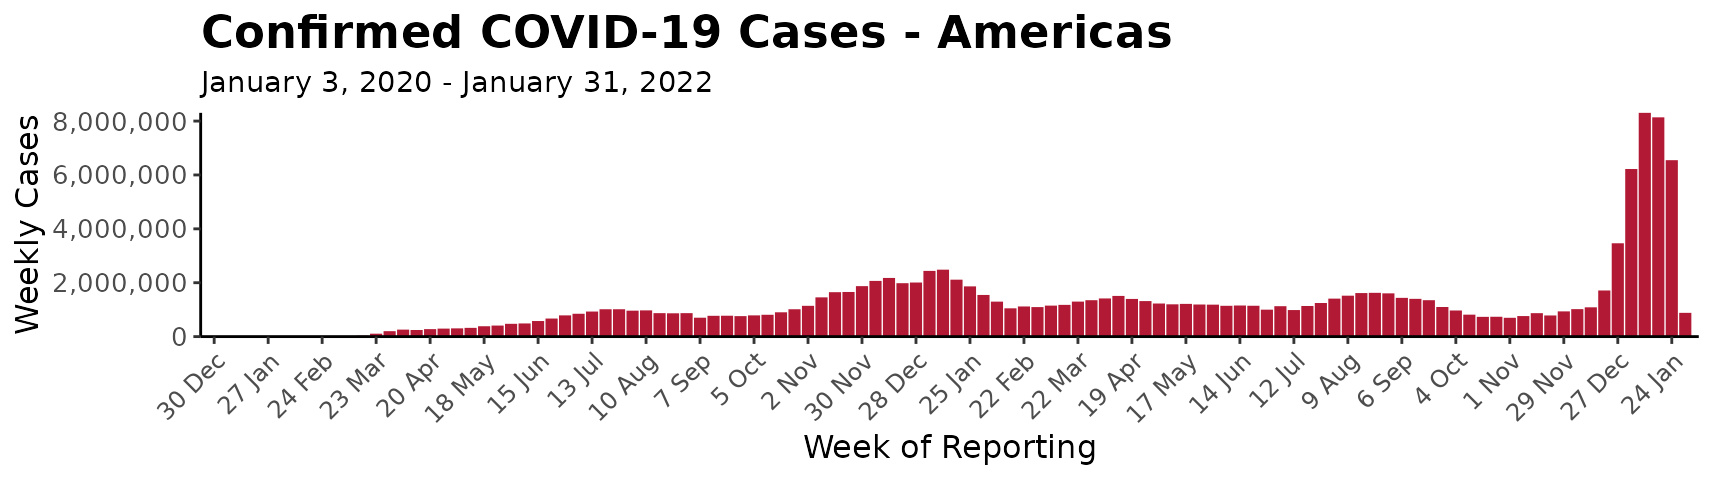 Confirmed COVID-19 Cases - Americas
January 3, 2020 - January 31, 2022
Weekly Cases
8,000,000
6,000,000
4,000,000
2,000,000
0
30 Dec
27 Jan
24 Feb
23 Mar
20 Apr
18 May
15 Jun
13 Jul
10 Aug
7 Sep
5 Oct
2 Nov
30 Nov
28 Dec
25 Jan
22 Feb
22 Mar
19 Apr
17 May
14 Jun
12 Jul
9 Aug
6 Sep
4 Oct
1 Nov
29 Nov
27 Dec
24 Jan
Week of Reporting